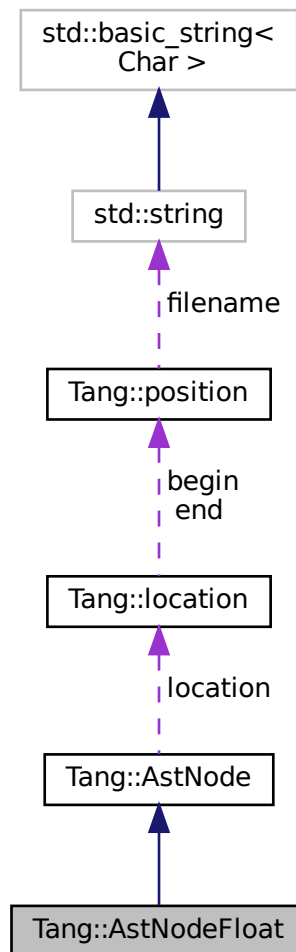 std::basic_string<
Char >
std::string
filename
Tang::position
begin
end
Tang::location
location
Tang::AstNode
Tang::AstNodeFloat